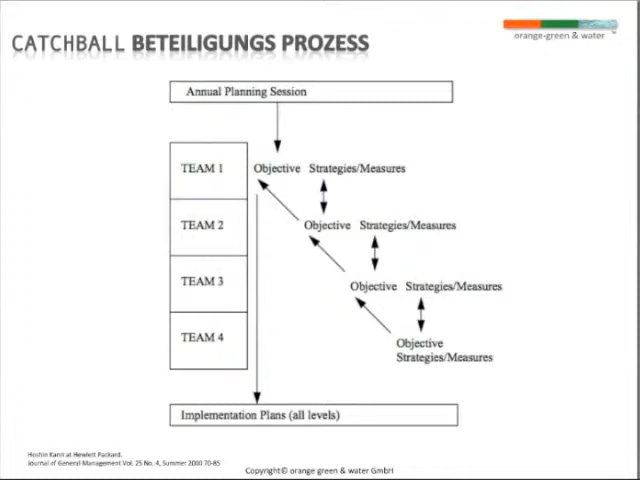 CATCHBALL BETEILIGUNGS PROZESS
orange-green & water
Annual Planning Session
TEAM 1 Objective Strategies/Measures
TEAM 2 Objective Strategies/Measures
TEAM 3 Objective Strategies/Measures
TEAM 4 Objective
Strategies/Measures
Implementation Plans (all levels)
Hoshin Kanri at Hewlett Packard.
Journal of General Management Vol. 25 No. 4, Summer 2000 70-85
Copyright© orange green & water GmbH